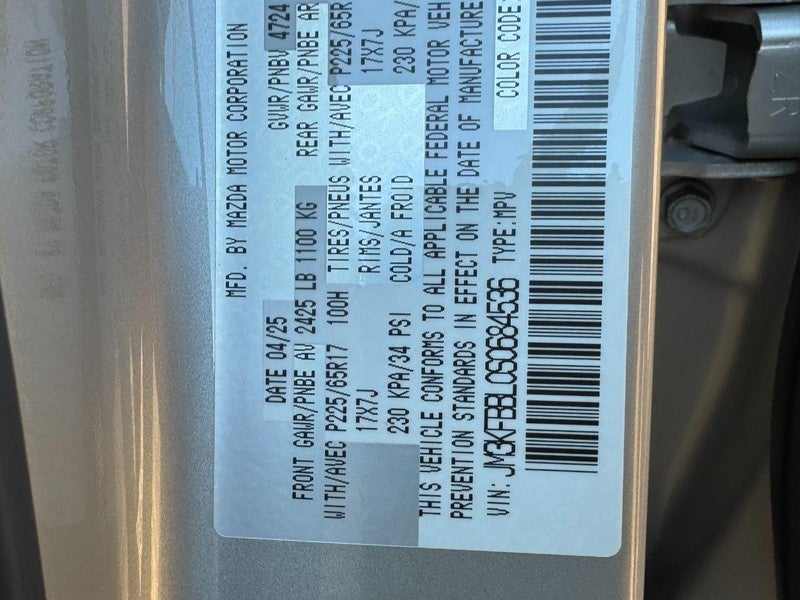 MFD. BY MAZDA MOTOR CORPORATION
DATE 04/25 GVWR/PNBV 4724
FRONT GAWR/PNBE AV 2425 LB 1100 KG REAR GAWR/PNBE AR
WITH/AVEC P225/65R17 100H TIRES/PNEUS WITH/AVEC P225/65R
17X7J RIMS/JANTES 17X7J
230 KPA/34 PSI COLD/A FROID 230 KPA/
THIS VEHICLE CONFORMS TO ALL APPLICABLE FEDERAL MOTOR VEH
PREVENTION STANDARDS IN EFFECT ON THE DATE OF MANUFACTURE
VIN: JM3KFBBL0S0684536 TYPE:MPV COLOR CODE: